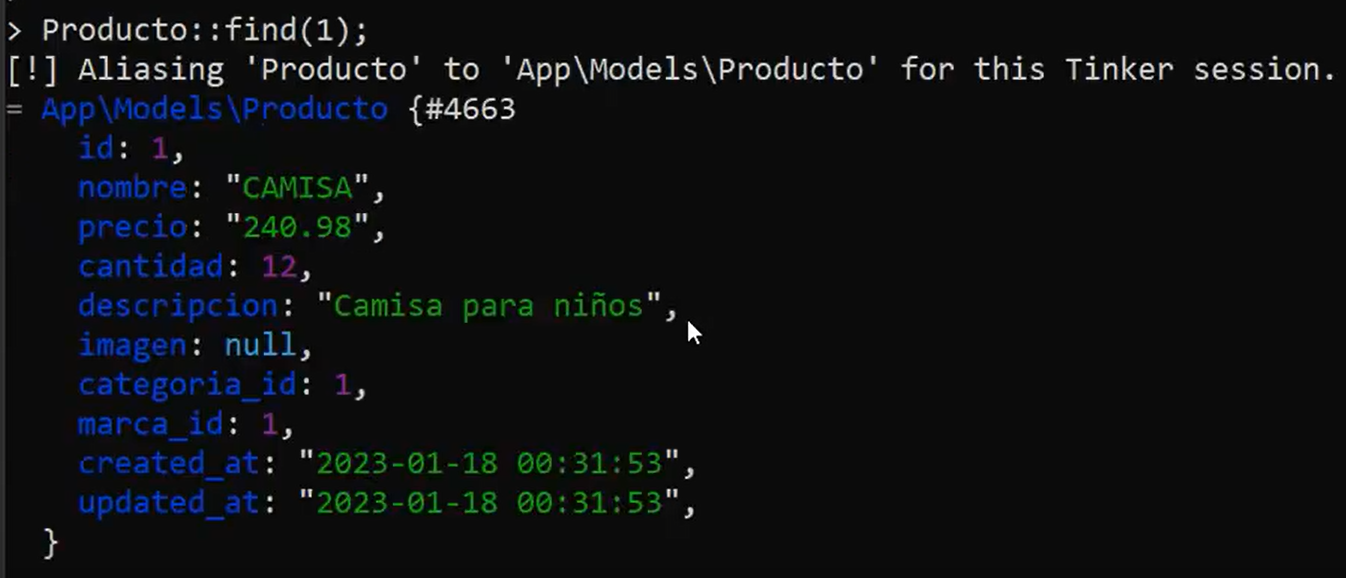 > Producto::find(1);
[!] Aliasing 'Producto' to 'App\Models\Producto' for this Tinker session.
= App\Models\Producto {#4663
id: 1,
nombre: "CAMISA",
precio: "240.98",
cantidad: 12,
descripcion: "Camisa para niños",
imagen: null,
categoria_id: 1,
marca_id: 1,
created_at: "2023-01-18 00:31:53",
updated_at: "2023-01-18 00:31:53",
}